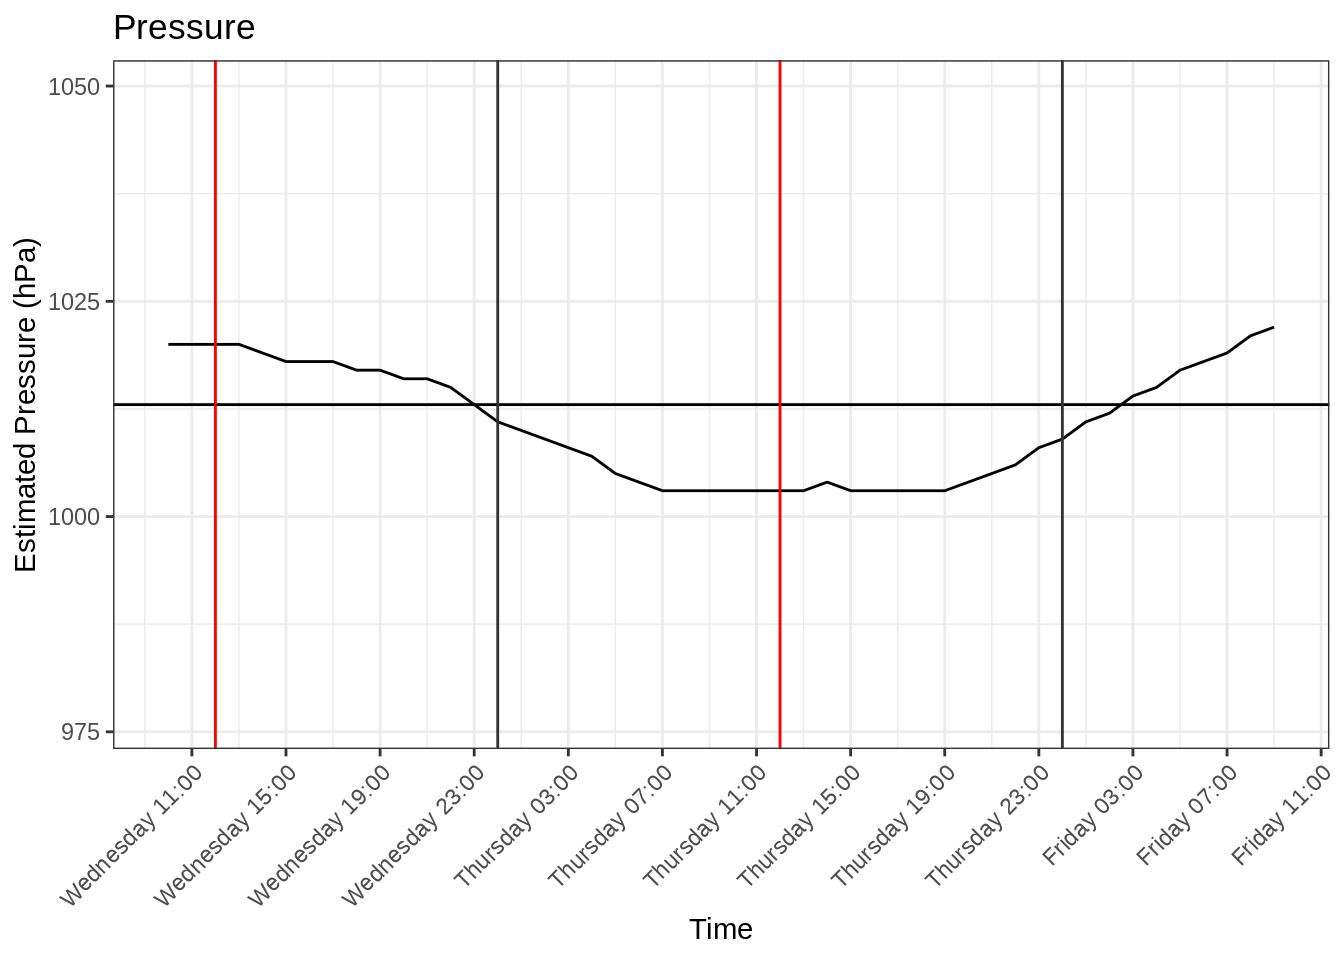 Pressure
Estimated Pressure (hPa)
1050
1025
1000
975
Wednesday 11:00
Wednesday 15:00
Wednesday 19:00
Wednesday 23:00
Thursday 03:00
Thursday 07:00
Thursday 11:00
Thursday 15:00
Thursday 19:00
Thursday 23:00
Friday 03:00
Friday 07:00
Friday 11:00
Time